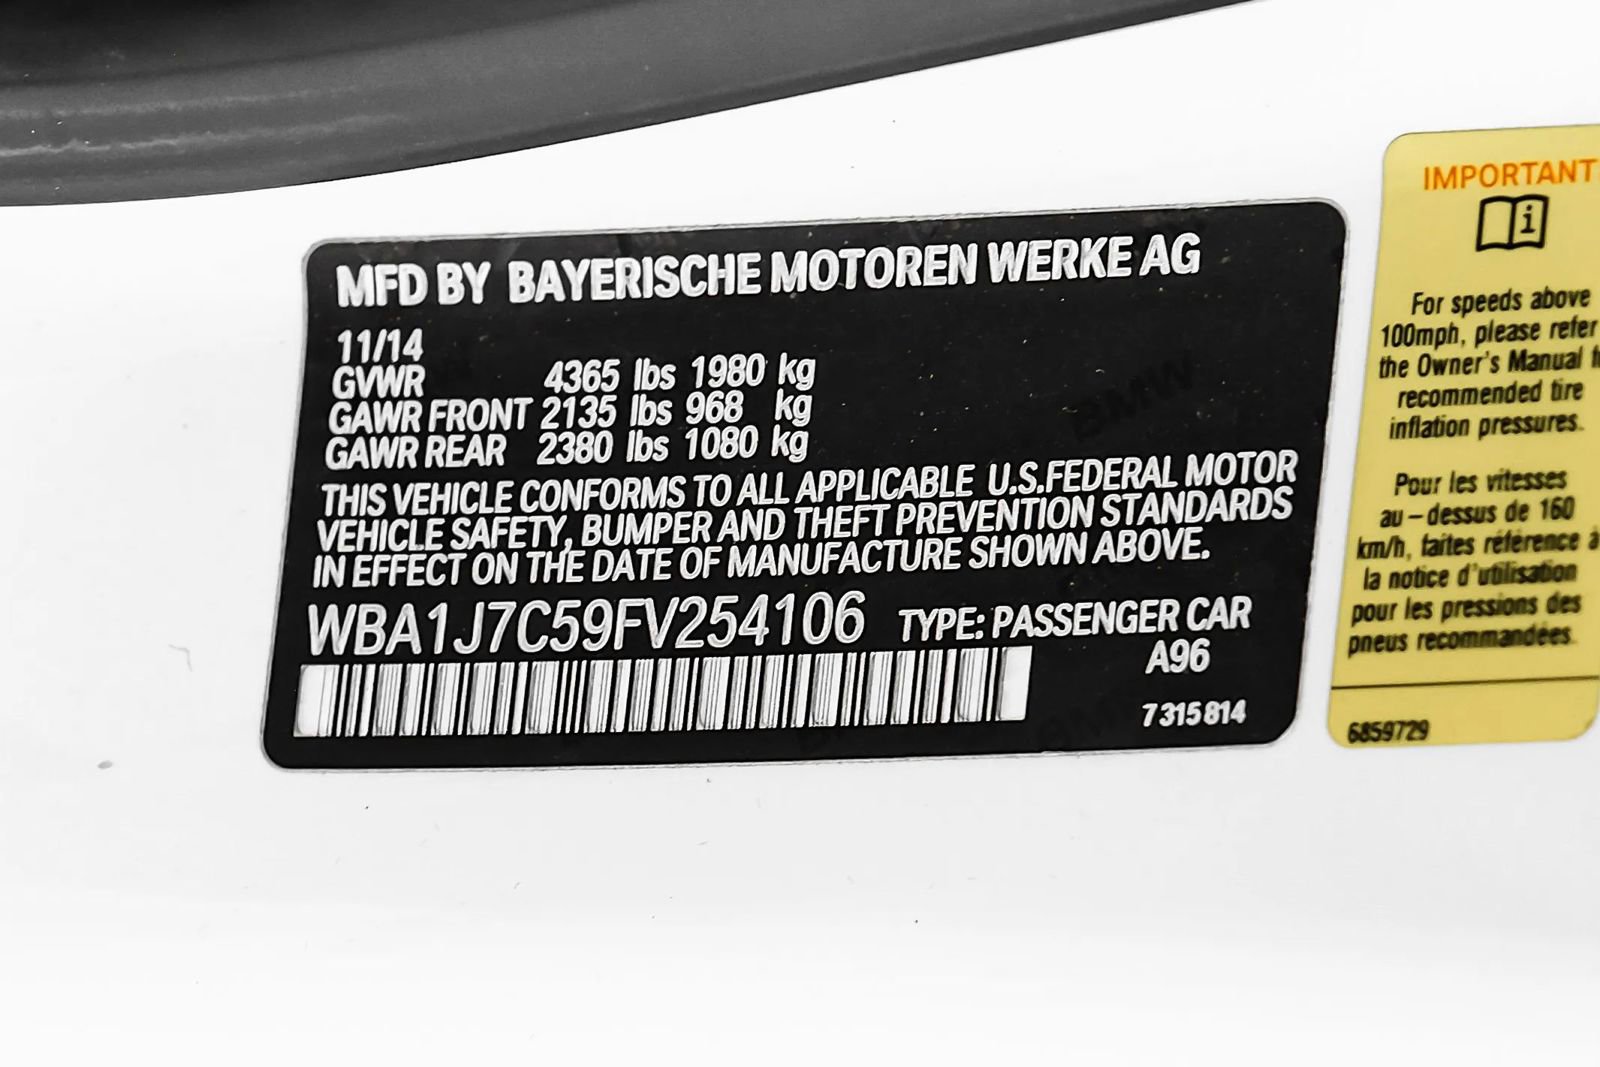 MFD BY BAYERISCHE MOTOREN WERKE AG
11/14
GVWR 4365 lbs 1980 kg
GAWR FRONT 2135 lbs 968 kg
GAWR REAR 2380 lbs 1080 kg
THIS VEHICLE CONFORMS TO ALL APPLICABLE U.S.FEDERAL MOTOR
VEHICLE SAFETY, BUMPER AND THEFT PREVENTION STANDARDS
IN EFFECT ON THE DATE OF MANUFACTURE SHOWN ABOVE.
WBA1J7C59FV254106 TYPE: PASSENGER CAR
A96
7315814
IMPORTANT
For speeds above
100mph, please refer
the Owner's Manual
recommended tire
inflation pressures.
Pour les vitesses
au – dessus de 160
km/h, faites référence à
la notice d'utilisation
pour les pressions des
pneus recommandées.
6859729